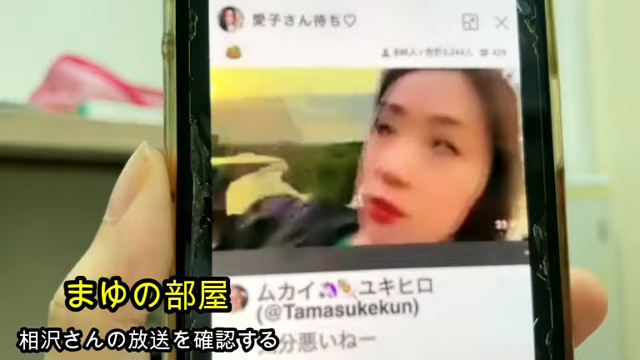 愛子さん待ち♡
ムカイ🦄🥕ユキヒロ
(@Tamasukekun)
分悪いねー
まゆの部屋
相沢さんの放送を確認する